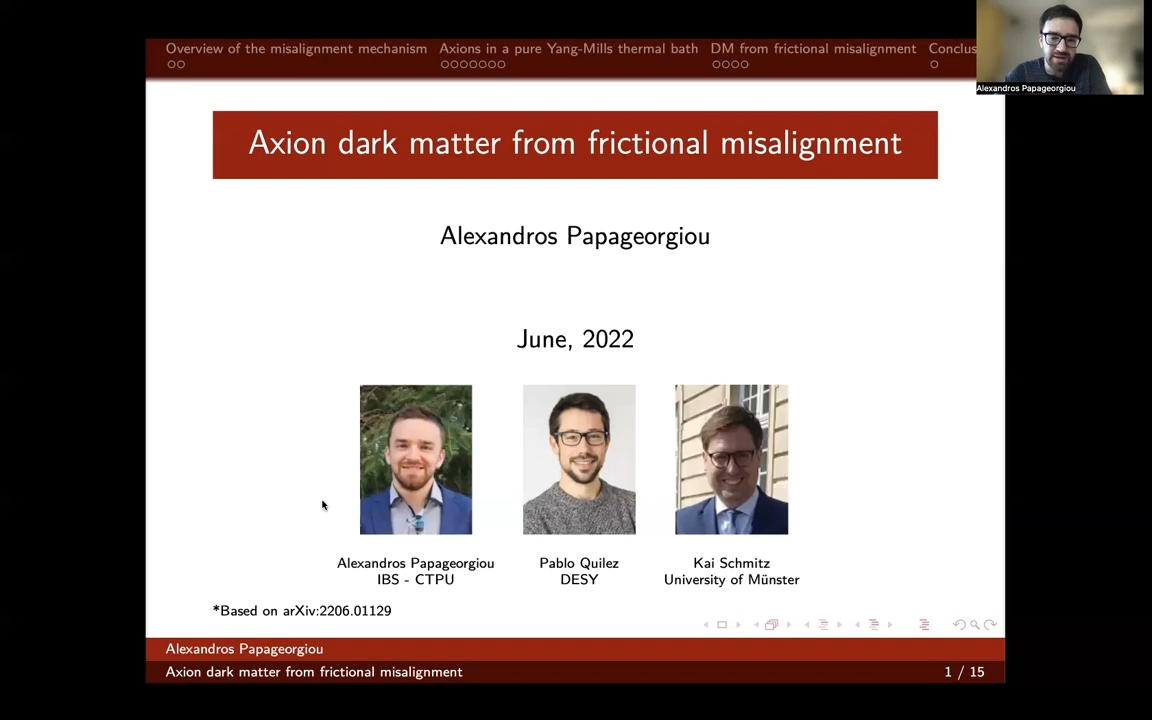 Overview of the misalignment mechanism Axions in a pure Yang-Mills thermal bath DM from frictional misalignment Conclus
Alexandros Papageorgiou
Axion dark matter from frictional misalignment
Alexandros Papageorgiou
June, 2022
Alexandros Papageorgiou Pablo Quilez Kai Schmitz
IBS - CTPU DESY University of Münster
*Based on arXiv:2206.01129
Alexandros Papageorgiou
Axion dark matter from frictional misalignment 1 / 15